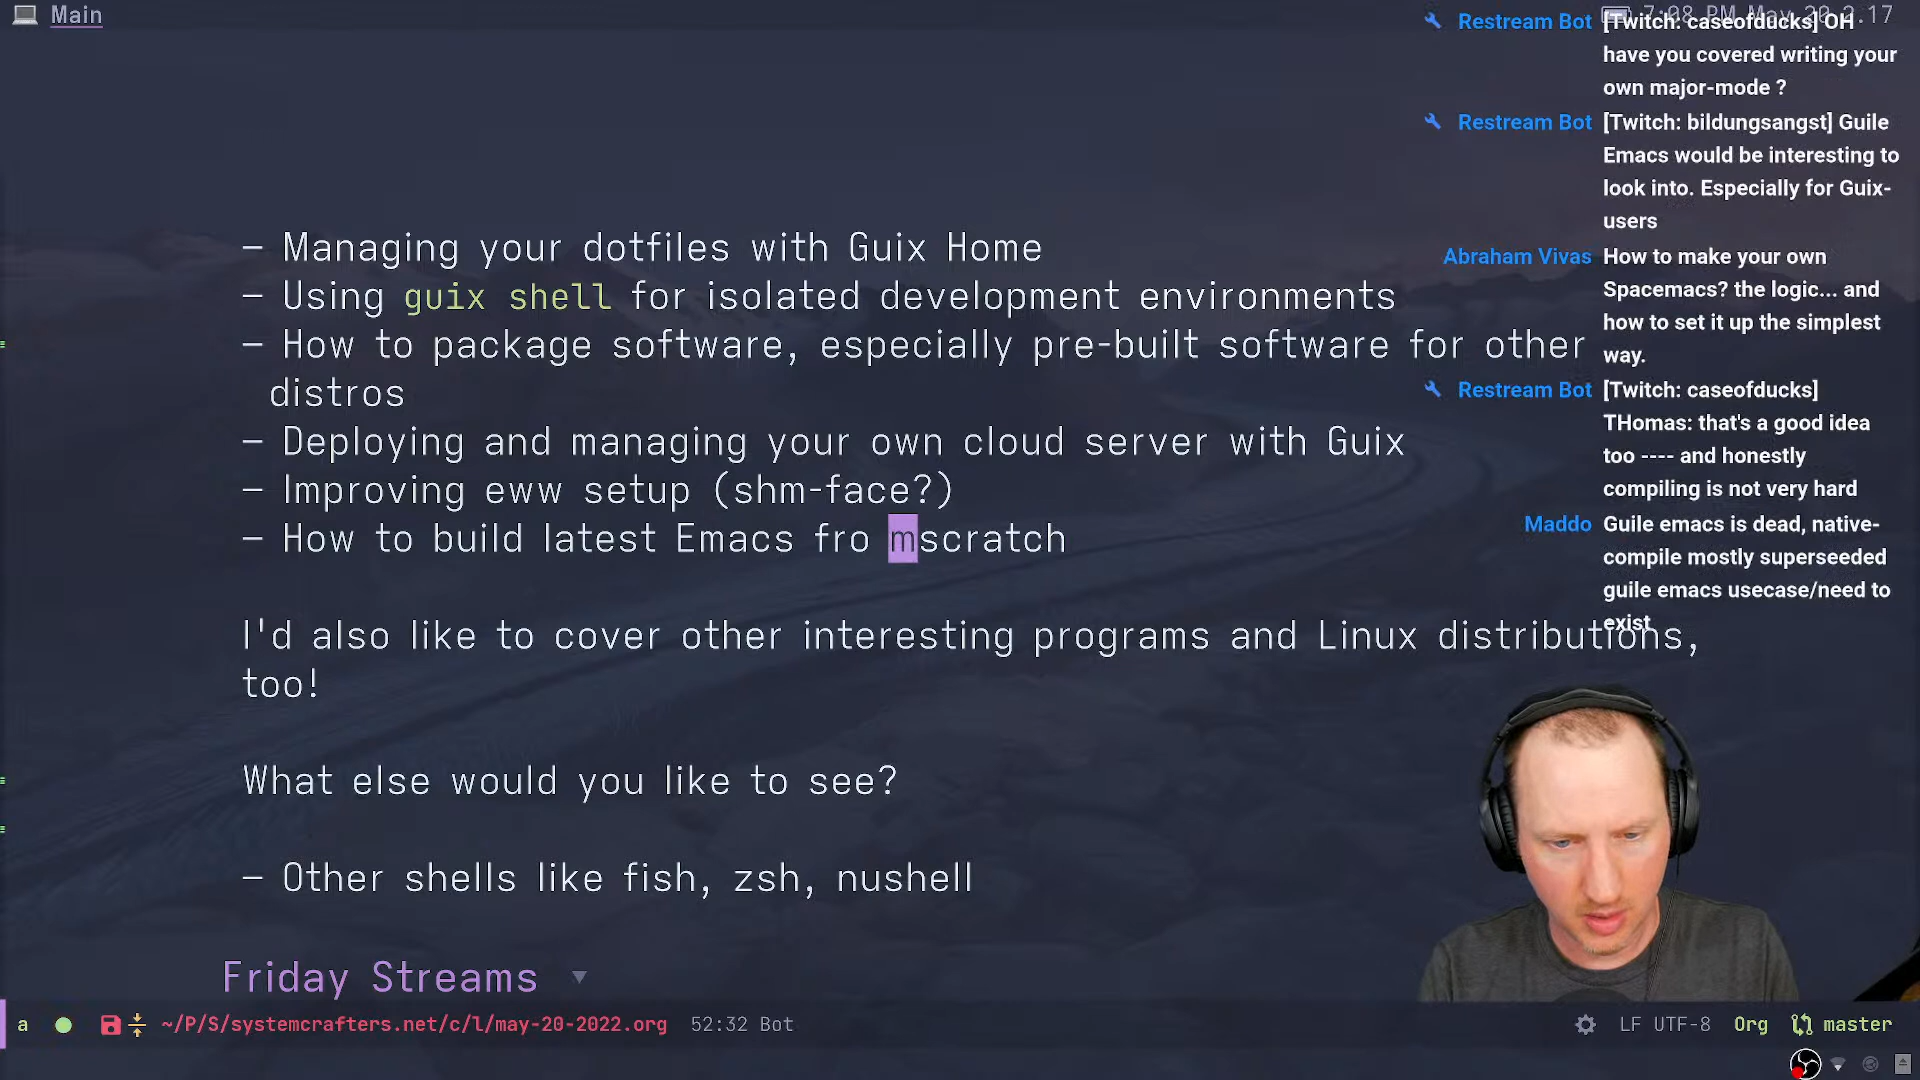 Main
7:08 PM May 20 2.17
– Managing your dotfiles with Guix Home
– Using guix shell for isolated development environments
– How to package software, especially pre-built software for other
distros
– Deploying and managing your own cloud server with Guix
– Improving eww setup (shm-face?)
– How to build latest Emacs fro mscratch
I'd also like to cover other interesting programs and Linux distributions,
too!
What else would you like to see?
– Other shells like fish, zsh, nushell
Friday Streams
a
~/P/S/systemcrafters.net/c/l/may-20-2022.org 52:32 Bot
LF UTF-8 Org master
Restream Bot [Twitch: caseofducks] OH
have you covered writing your
own major-mode ?
Restream Bot [Twitch: bildungsangst] Guile
Emacs would be interesting to
look into. Especially for Guix-
users
Abraham Vivas How to make your own
Spacemacs? the logic... and
how to set it up the simplest
way.
Restream Bot [Twitch: caseofducks]
THomas: that's a good idea
too ---- and honestly
compiling is not very hard
Maddo Guile emacs is dead, native-
compile mostly superseeded
guile emacs usecase/need to
exist